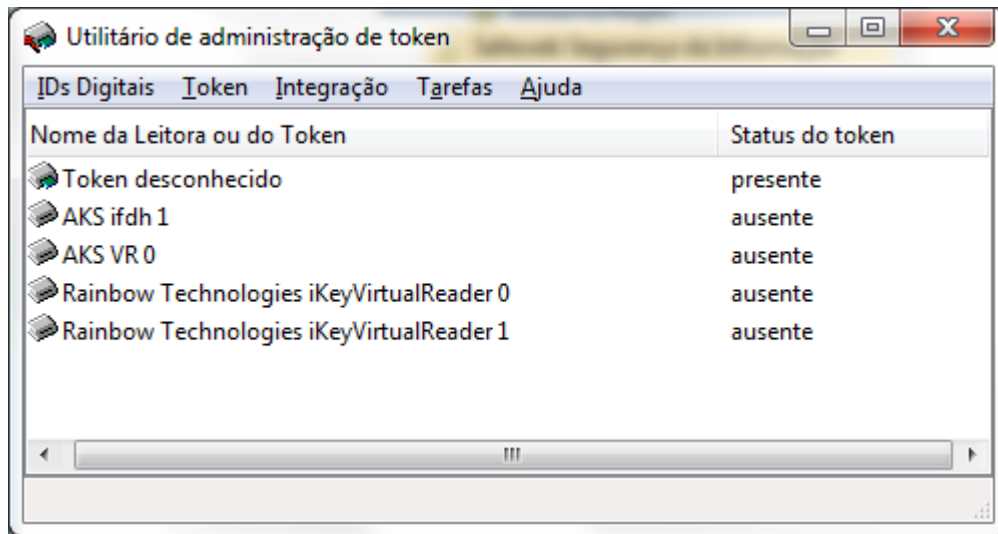 Utilitário de administração de token
IDs Digitais Token Integração Tarefas Ajuda
Nome da Leitora ou do Token Status do token
Token desconhecido presente
AKS ifdh 1 ausente
AKS VR 0 ausente
Rainbow Technologies iKeyVirtualReader 0 ausente
Rainbow Technologies iKeyVirtualReader 1 ausente